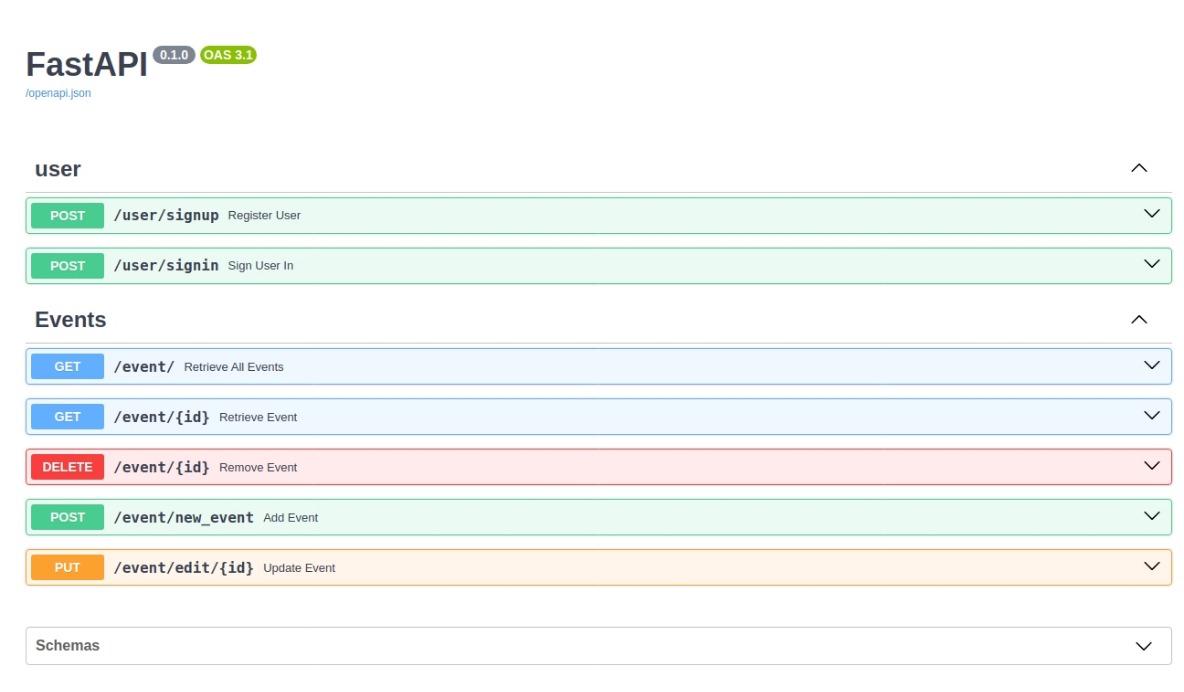 FastAPI 0.1.0 OAS 3.1
/openapi.json
user
POST /user/signup Register User
POST /user/signin Sign User In
Events
GET /event/ Retrieve All Events
GET /event/{id} Retrieve Event
DELETE /event/{id} Remove Event
POST /event/new_event Add Event
PUT /event/edit/{id} Update Event
Schemas